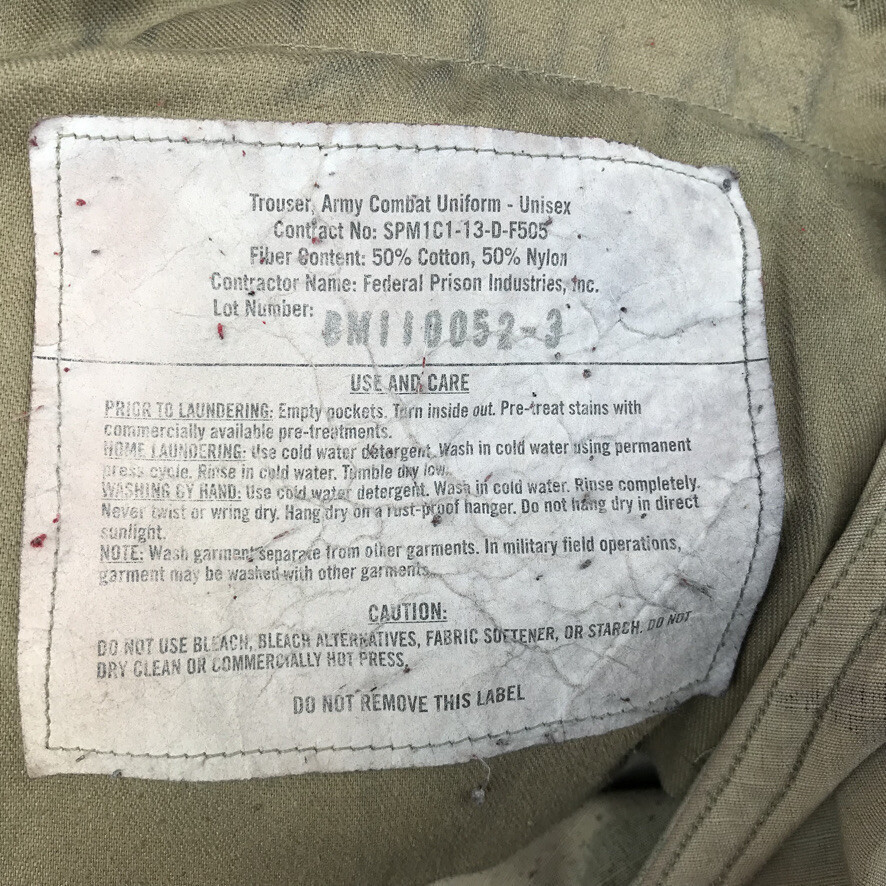 Trouser, Army Combat Uniform - Unisex
Contract No: SPM1C1-13-D-F505
Fiber Content: 50% Cotton, 50% Nylon
Contractor Name: Federal Prison Industries, Inc.
Lot Number: BM110052-3
USE AND CARE
PRIOR TO LAUNDERING: Empty pockets. Turn inside out. Pre-treat stains with
commercially available pre-treatments.
HOME LAUNDERING: Use cold water detergent. Wash in cold water using permanent
press cycle. Rinse in cold water. Tumble dry low.
WASHING BY HAND: Use cold water detergent. Wash in cold water. Rinse completely.
Never twist or wring dry. Hang dry on a rust-proof hanger. Do not hang dry in direct
sunlight.
NOTE: Wash garment separate from other garments. In military field operations,
garment may be washed with other garments.
CAUTION:
DO NOT USE BLEACH, BLEACH ALTERNATIVES, FABRIC SOFTENER, OR STARCH. DO NOT
DRY CLEAN OR COMMERCIALLY HOT PRESS.
DO NOT REMOVE THIS LABEL